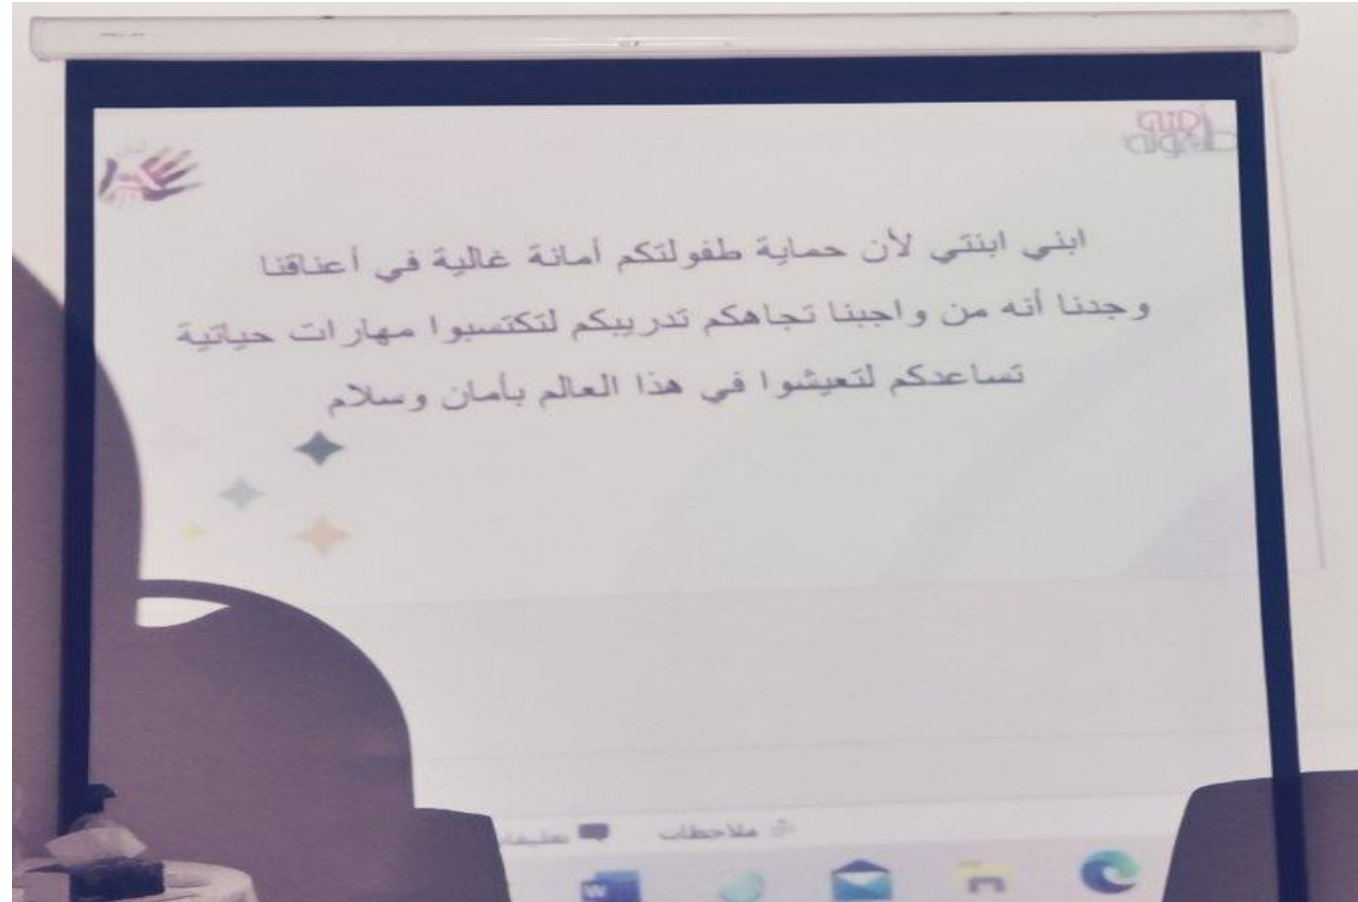 ابني ابنتي لأن حماية طفولتكم أمانة غالية في أعناقنا
وجدنا أنه من واجبنا تجاهكم تدريبكم لتكتسبوا مهارات حياتية
تساعدكم لتعيشوا في هذا العالم بأمان وسلام
ملاحظات
W